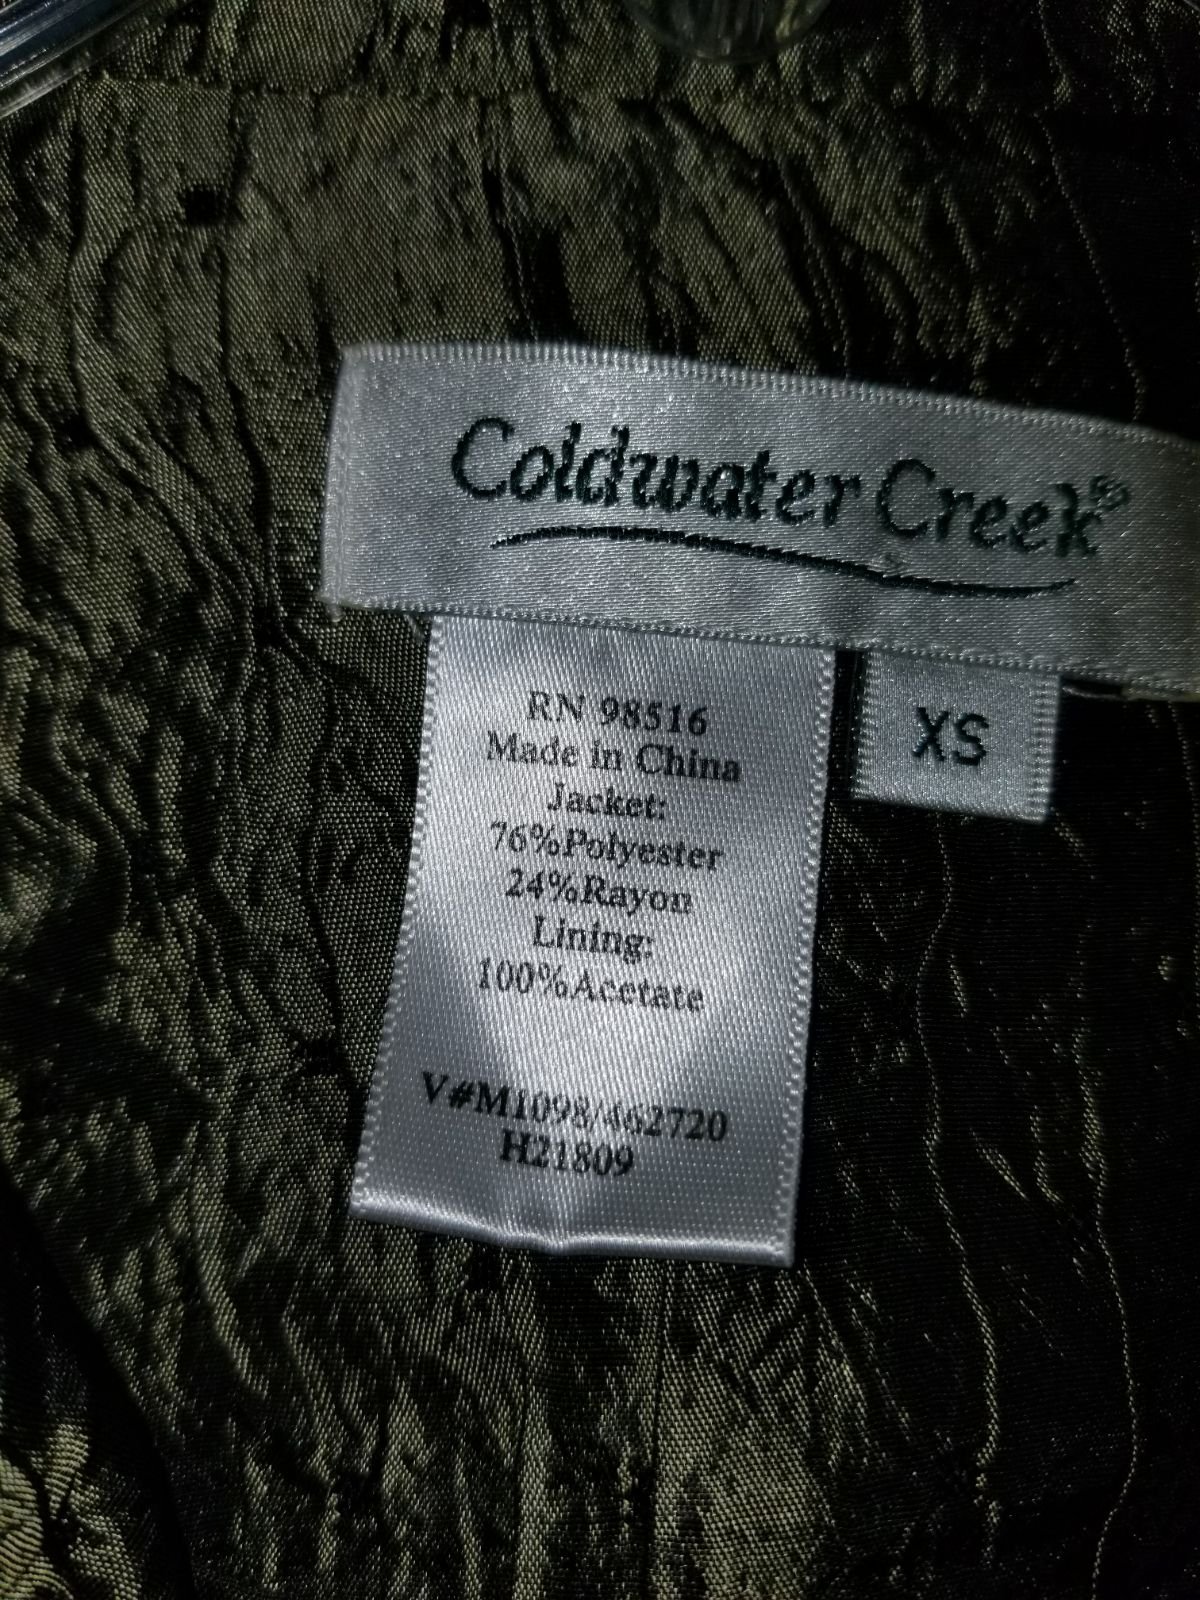 Coldwater Creek®
XS
RN 98516
Made in China
Jacket:
76%Polyester
24%Rayon
Lining:
100%Acetate
V#M1098/462720
H21809